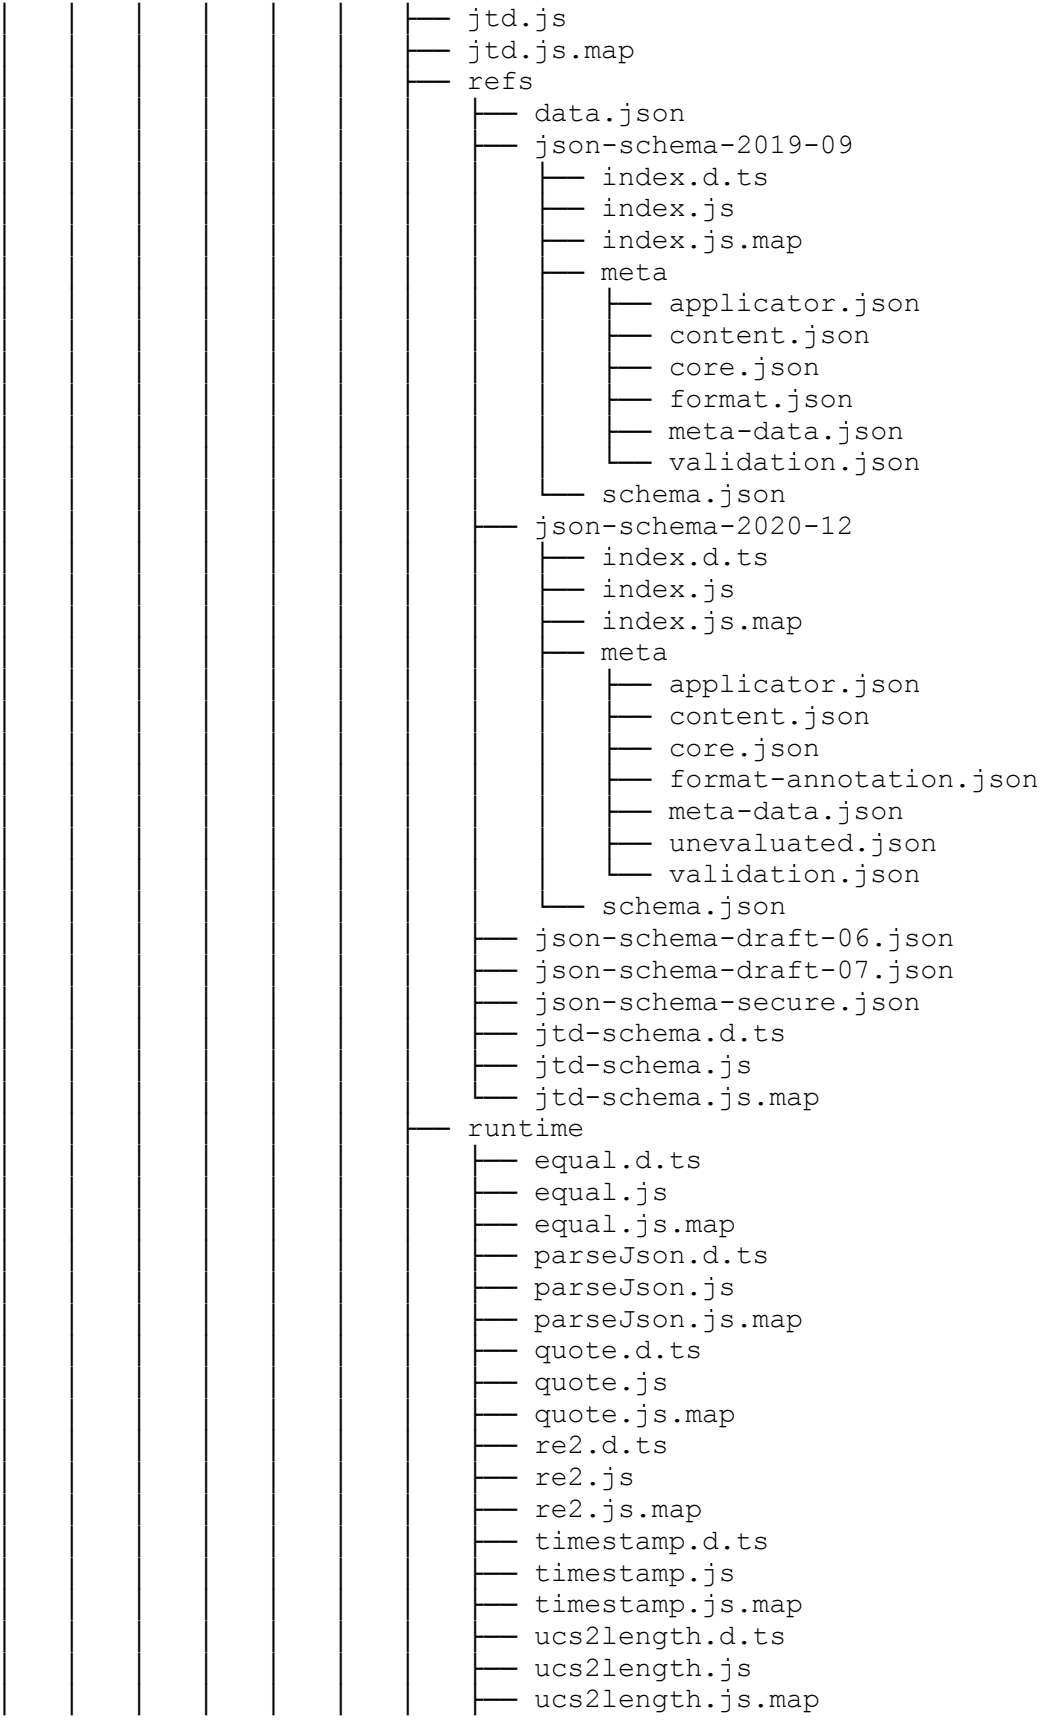 │   │   │   │   │   │   ├── jtd.js
│   │   │   │   │   │   ├── jtd.js.map
│   │   │   │   │   │   ├── refs
│   │   │   │   │   │   │   ├── data.json
│   │   │   │   │   │   │   ├── json-schema-2019-09
│   │   │   │   │   │   │   │   ├── index.d.ts
│   │   │   │   │   │   │   │   ├── index.js
│   │   │   │   │   │   │   │   ├── index.js.map
│   │   │   │   │   │   │   │   ├── meta
│   │   │   │   │   │   │   │   │   ├── applicator.json
│   │   │   │   │   │   │   │   │   ├── content.json
│   │   │   │   │   │   │   │   │   ├── core.json
│   │   │   │   │   │   │   │   │   ├── format.json
│   │   │   │   │   │   │   │   │   ├── meta-data.json
│   │   │   │   │   │   │   │   │   └── validation.json
│   │   │   │   │   │   │   │   └── schema.json
│   │   │   │   │   │   │   ├── json-schema-2020-12
│   │   │   │   │   │   │   │   ├── index.d.ts
│   │   │   │   │   │   │   │   ├── index.js
│   │   │   │   │   │   │   │   ├── index.js.map
│   │   │   │   │   │   │   │   ├── meta
│   │   │   │   │   │   │   │   │   ├── applicator.json
│   │   │   │   │   │   │   │   │   ├── content.json
│   │   │   │   │   │   │   │   │   ├── core.json
│   │   │   │   │   │   │   │   │   ├── format-annotation.json
│   │   │   │   │   │   │   │   │   ├── meta-data.json
│   │   │   │   │   │   │   │   │   ├── unevaluated.json
│   │   │   │   │   │   │   │   │   └── validation.json
│   │   │   │   │   │   │   │   └── schema.json
│   │   │   │   │   │   │   ├── json-schema-draft-06.json
│   │   │   │   │   │   │   ├── json-schema-draft-07.json
│   │   │   │   │   │   │   ├── json-schema-secure.json
│   │   │   │   │   │   │   ├── jtd-schema.d.ts
│   │   │   │   │   │   │   ├── jtd-schema.js
│   │   │   │   │   │   │   └── jtd-schema.js.map
│   │   │   │   │   │   ├── runtime
│   │   │   │   │   │   │   ├── equal.d.ts
│   │   │   │   │   │   │   ├── equal.js
│   │   │   │   │   │   │   ├── equal.js.map
│   │   │   │   │   │   │   ├── parseJson.d.ts
│   │   │   │   │   │   │   ├── parseJson.js
│   │   │   │   │   │   │   ├── parseJson.js.map
│   │   │   │   │   │   │   ├── quote.d.ts
│   │   │   │   │   │   │   ├── quote.js
│   │   │   │   │   │   │   ├── quote.js.map
│   │   │   │   │   │   │   ├── re2.d.ts
│   │   │   │   │   │   │   ├── re2.js
│   │   │   │   │   │   │   ├── re2.js.map
│   │   │   │   │   │   │   ├── timestamp.d.ts
│   │   │   │   │   │   │   ├── timestamp.js
│   │   │   │   │   │   │   ├── timestamp.js.map
│   │   │   │   │   │   │   ├── ucs2length.d.ts
│   │   │   │   │   │   │   ├── ucs2length.js
│   │   │   │   │   │   │   ├── ucs2length.js.map